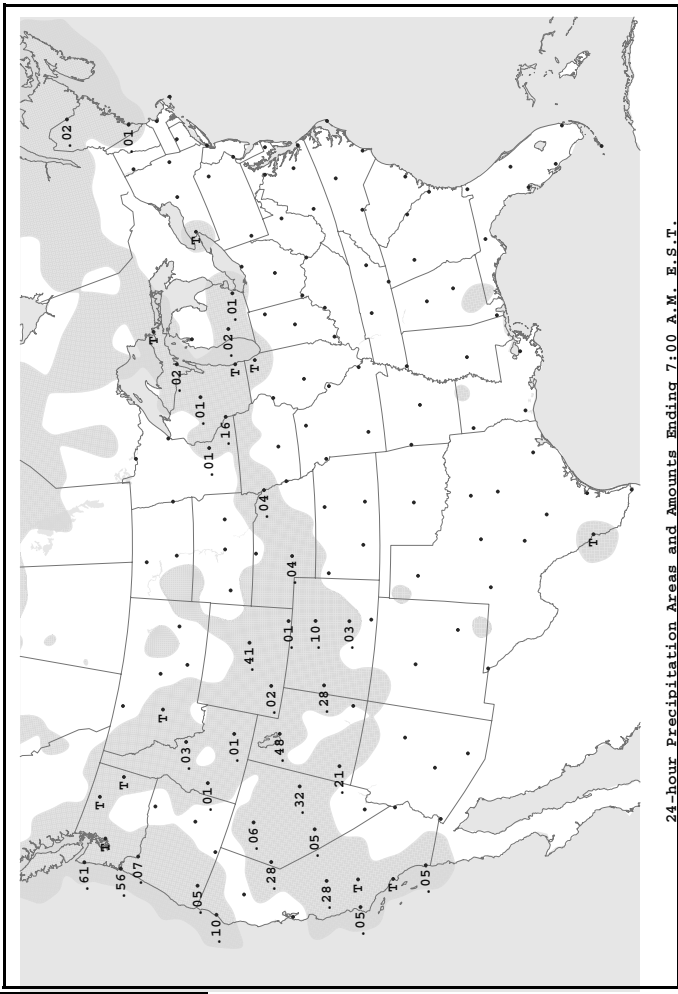 .02
.61
T
T
.56
T
.01
.07
T
T
.02
.03
T
.05
.01
.01
.01
.10
.16
.02
.01
.01
T
.41
.06
T
.04
.02
.28
.48
.01
.04
.32
.05
.10
.28
.28
.21
.03
T
.05
T
.05
T
24-hour Precipitation Areas and Amounts Ending 7:00 A.M. E.S.T.